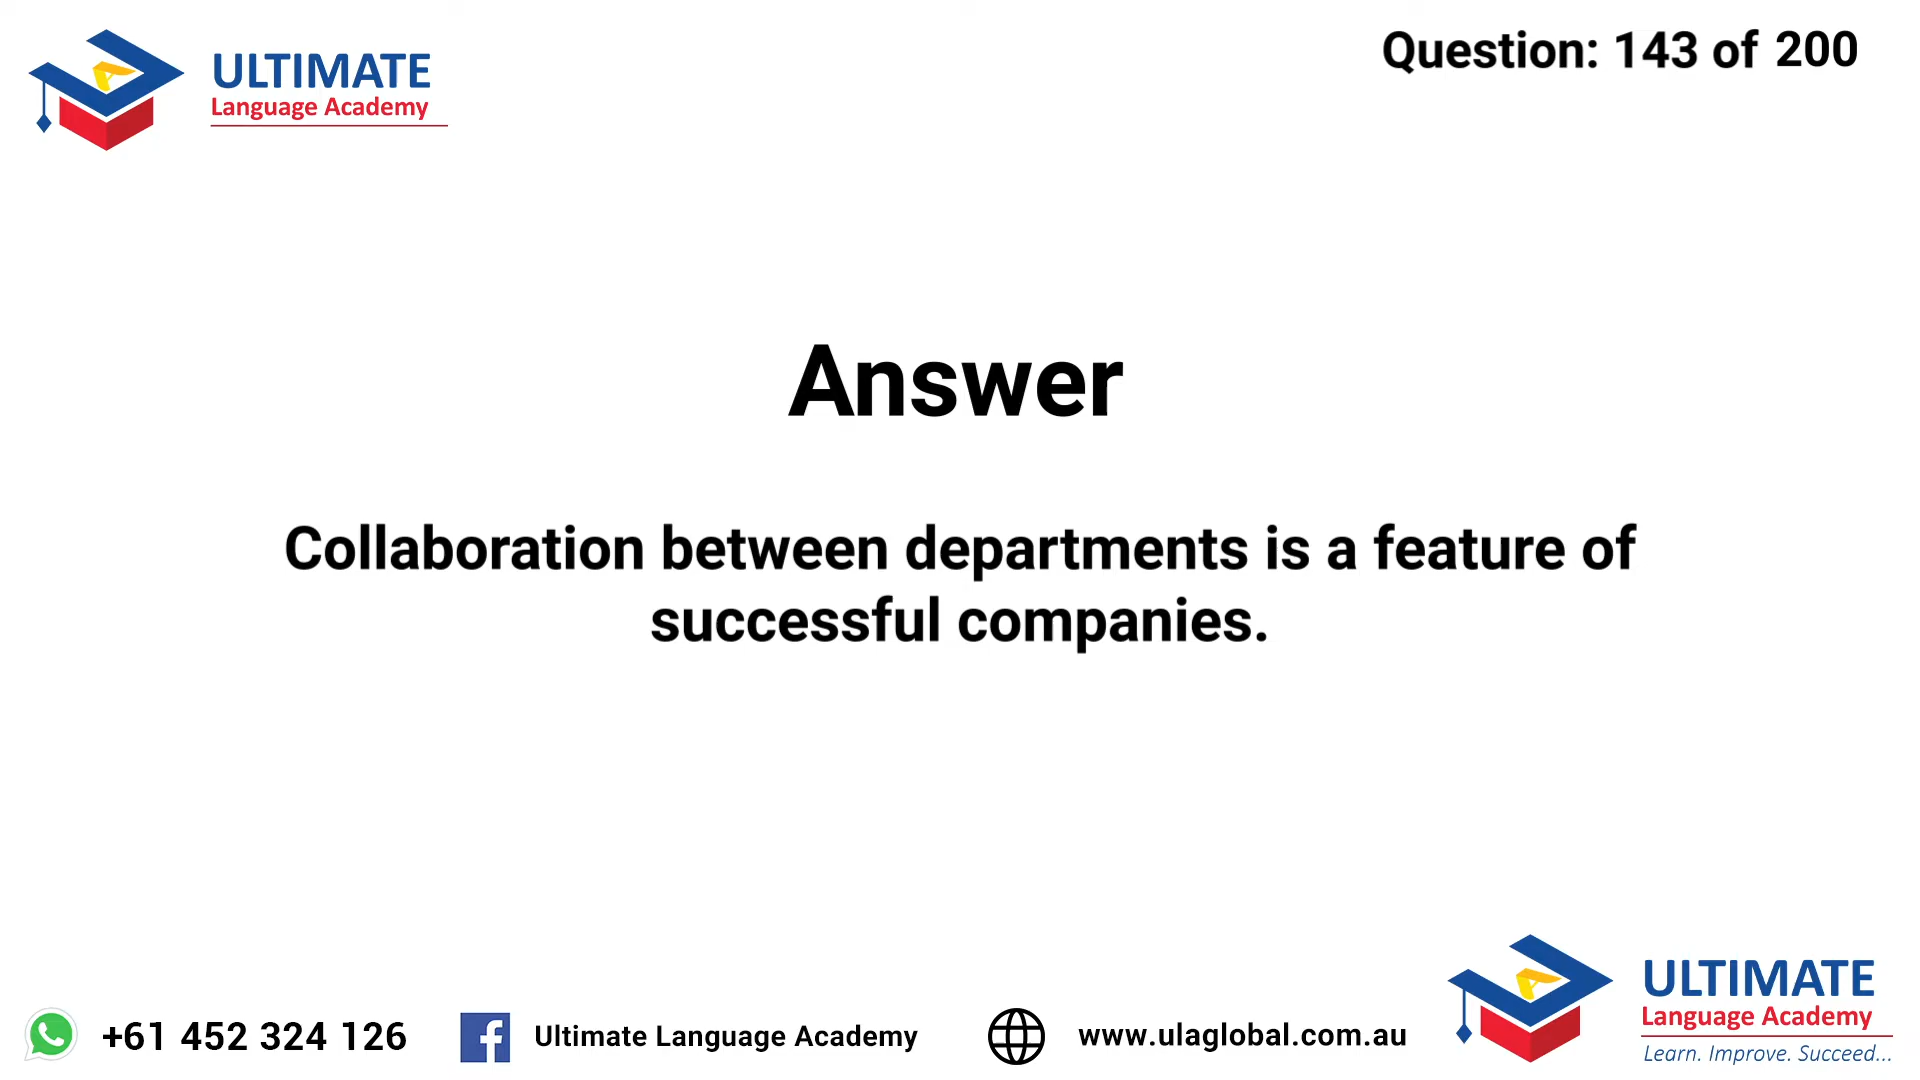 ULTIMATE
Language Academy
Question: 143 of 200
Answer
Collaboration between departments is a feature of
successful companies.
+61 452 324 126
Ultimate Language Academy
www.ulaglobal.com.au
ULTIMATE
Language Academy
Learn. Improve. Succeed...